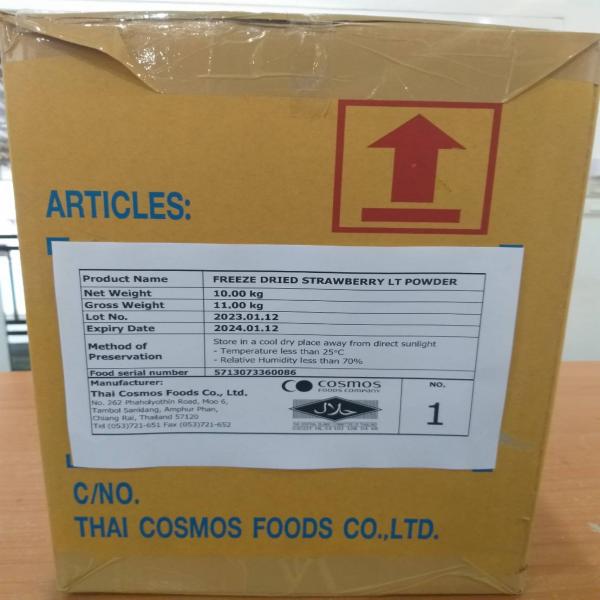 ARTICLES:
Product Name FREEZE DRIED STRAWBERRY LT POWDER
Net Weight 10.00 kg
Gross Weight 11.00 kg
Lot No. 2023.01.12
Expiry Date 2024.01.12
Method of Preservation
Store in a cool dry place away from direct sunlight
- Temperature less than 25°C
- Relative Humidity less than 70%
Food serial number 5713073360086
Manufacturer:
Thai Cosmos Foods Co., Ltd.
No. 262 Phaholyothin Road, Moo 6,
Tambol Sanklang, Amphur Phan,
Chiang Rai, Thailand 57120
Tel (053)721-651 Fax (053)721-652
COSMOS
FOODS COMPANY
حلال
NO.
1
C/NO.
THAI COSMOS FOODS CO.,LTD.